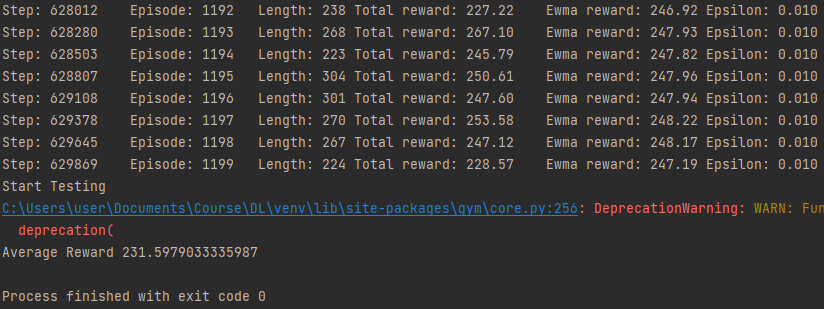 Step: 628012 Episode: 1192 Length: 238 Total reward: 227.22 Ewma reward: 246.92 Epsilon: 0.010
Step: 628280 Episode: 1193 Length: 268 Total reward: 267.10 Ewma reward: 247.93 Epsilon: 0.010
Step: 628503 Episode: 1194 Length: 223 Total reward: 245.79 Ewma reward: 247.82 Epsilon: 0.010
Step: 628807 Episode: 1195 Length: 304 Total reward: 250.61 Ewma reward: 247.96 Epsilon: 0.010
Step: 629108 Episode: 1196 Length: 301 Total reward: 247.60 Ewma reward: 247.94 Epsilon: 0.010
Step: 629378 Episode: 1197 Length: 270 Total reward: 253.58 Ewma reward: 248.22 Epsilon: 0.010
Step: 629645 Episode: 1198 Length: 267 Total reward: 247.12 Ewma reward: 248.17 Epsilon: 0.010
Step: 629869 Episode: 1199 Length: 224 Total reward: 228.57 Ewma reward: 247.19 Epsilon: 0.010
Start Testing
C:\Users\user\Documents\Course\DL\venv\lib\site-packages\gym\core.py:256: DeprecationWarning: WARN: Fun
deprecation(
Average Reward 231.5979033335987
Process finished with exit code 0